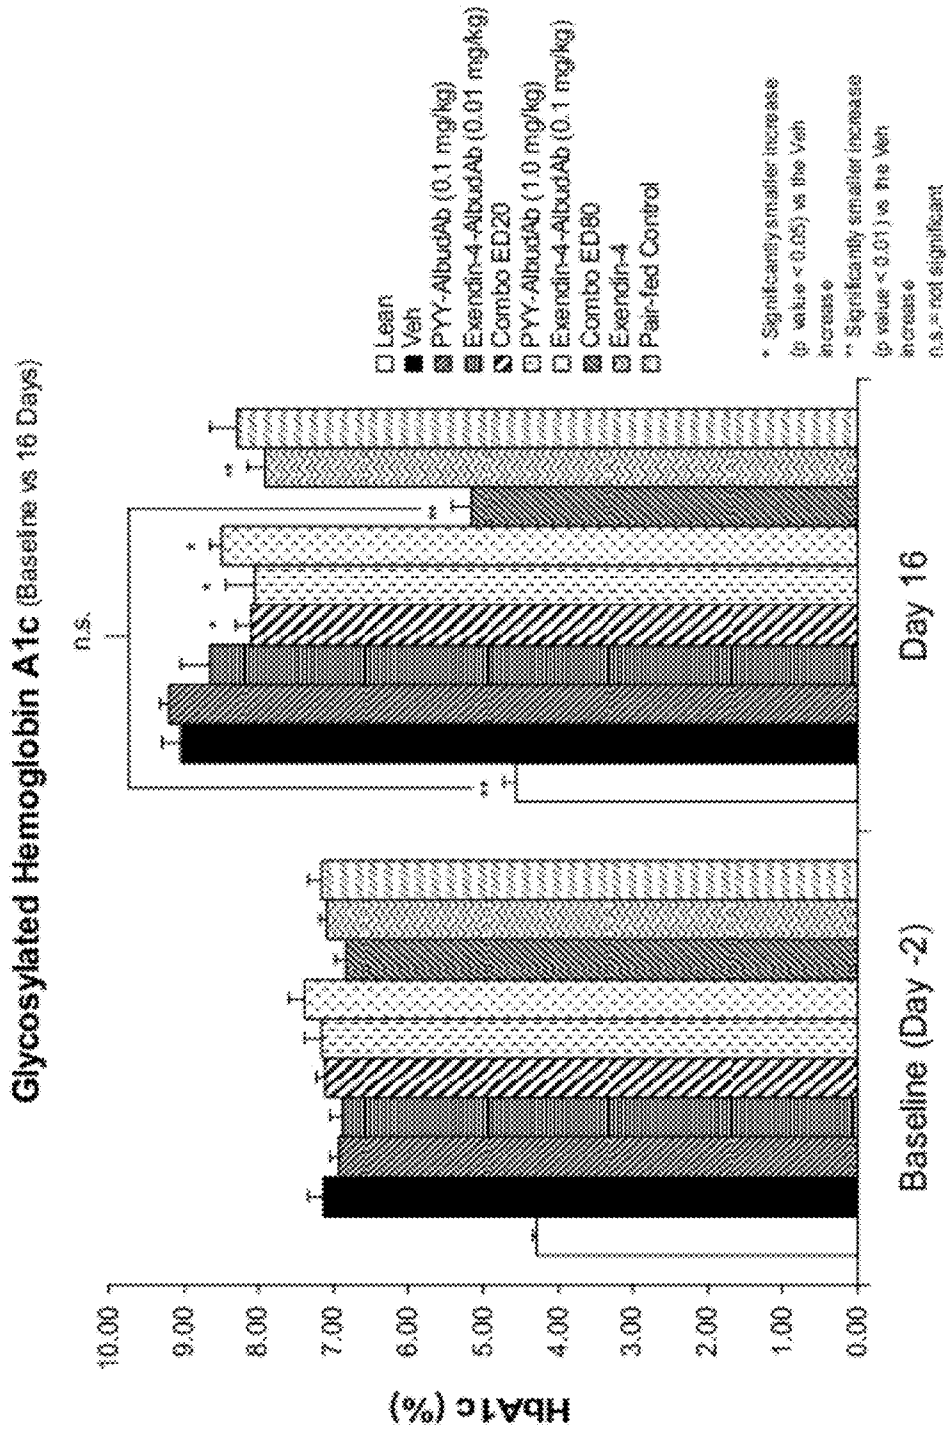 Glycosylated Hemoglobin A1c (Baseline vs 16 Days)
HbA1c (%)
10.00
9.00
8.00
7.00
6.00
5.00
4.00
3.00
2.00
1.00
0.00
n.s.
**
*
*
*
**
**
Baseline (Day -2)
Day 16
Lean
Veh
PYY-AlbudAb (0.1 mg/kg)
Exendin-4-AlbudAb (0.01 mg/kg)
Combo ED20
PYY-AlbudAb (1.0 mg/kg)
Exendin-4-AlbudAb (0.1 mg/kg)
Combo ED80
Exendin-4
Pair-fed Control
* Significantly smaller increase
(p value < 0.05) vs the Veh
increase
** Significantly smaller increase
(p value < 0.01) vs the Veh
increase
n.s. = not significant